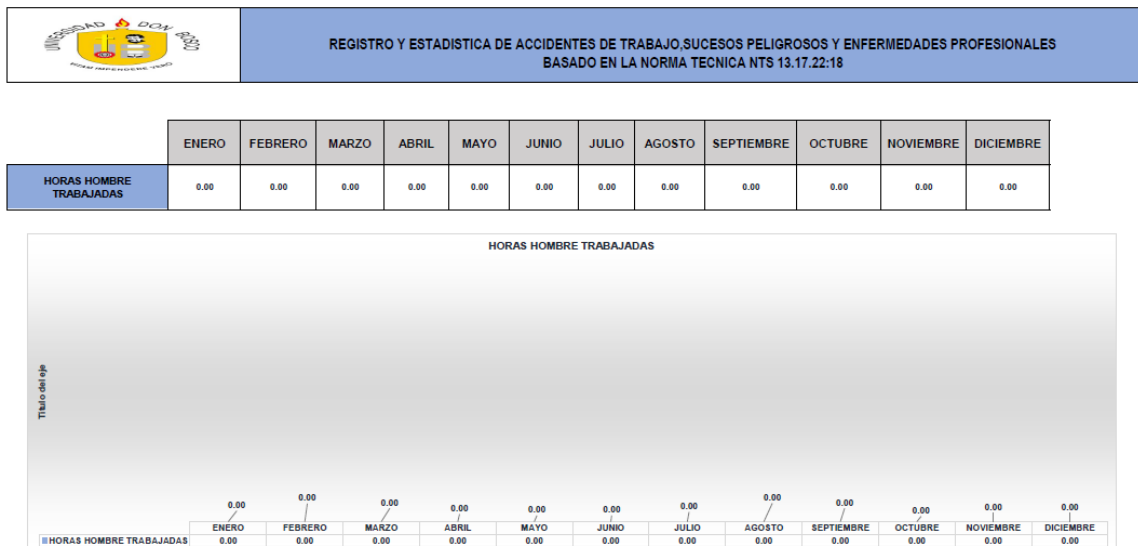 UNIVERSIDAD DON BOSCO
REGISTRO Y ESTADISTICA DE ACCIDENTES DE TRABAJO,SUCESOS PELIGROSOS Y ENFERMEDADES PROFESIONALES
BASADO EN LA NORMA TECNICA NTS 13.17.22:18
ENERO FEBRERO MARZO ABRIL MAYO JUNIO JULIO AGOSTO SEPTIEMBRE OCTUBRE NOVIEMBRE DICIEMBRE
HORAS HOMBRE
TRABAJADAS
0.00 0.00 0.00 0.00 0.00 0.00 0.00 0.00 0.00 0.00 0.00 0.00
HORAS HOMBRE TRABAJADAS
Título del eje
0.00 0.00 0.00 0.00 0.00 0.00 0.00 0.00 0.00 0.00 0.00 0.00
ENERO FEBRERO MARZO ABRIL MAYO JUNIO JULIO AGOSTO SEPTIEMBRE OCTUBRE NOVIEMBRE DICIEMBRE
HORAS HOMBRE TRABAJADAS 0.00 0.00 0.00 0.00 0.00 0.00 0.00 0.00 0.00 0.00 0.00 0.00